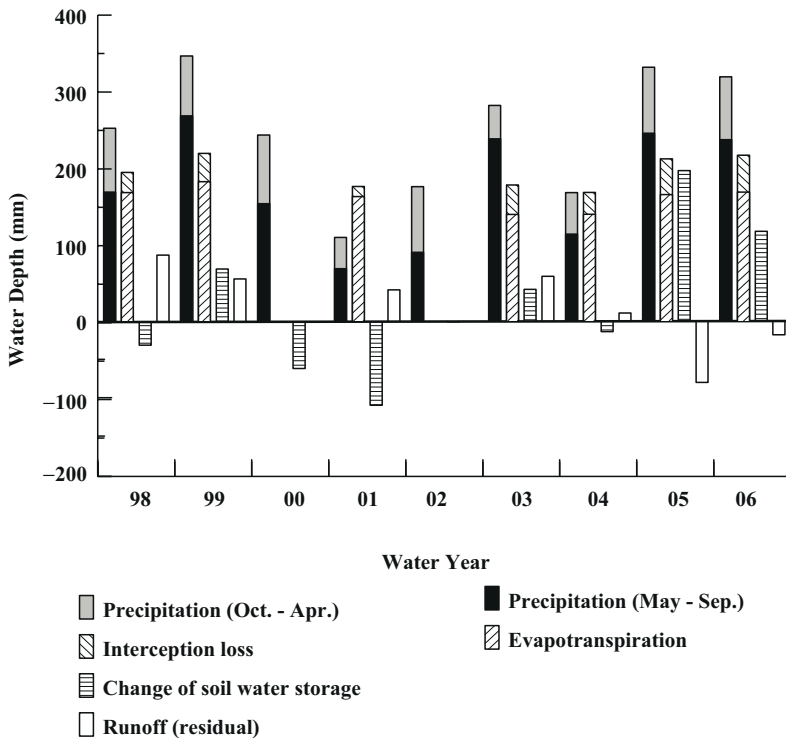 400
300
200
100
0
−100
−200
Water Depth (mm)
98 99 00 01 02 03 04 05 06
Water Year
Precipitation (Oct. - Apr.)
Precipitation (May - Sep.)
Interception loss
Evapotranspiration
Change of soil water storage
Runoff (residual)